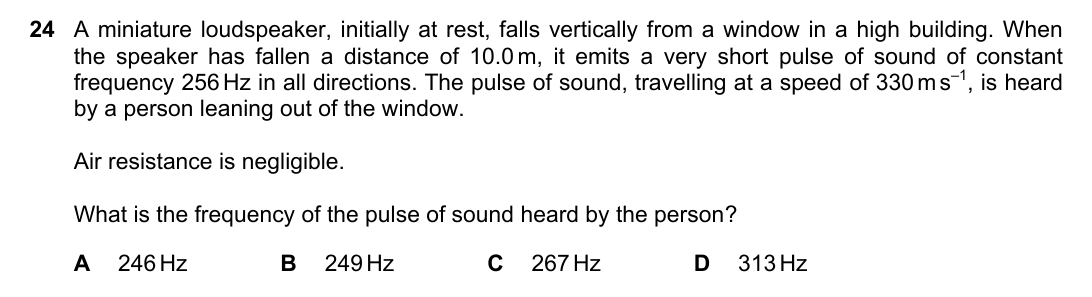 24 A miniature loudspeaker, initially at rest, falls vertically from a window in a high building. When
the speaker has fallen a distance of 10.0 m, it emits a very short pulse of sound of constant
frequency 256 Hz in all directions. The pulse of sound, travelling at a speed of 330 m s⁻¹, is heard
by a person leaning out of the window.
Air resistance is negligible.
What is the frequency of the pulse of sound heard by the person?
A 246 Hz B 249 Hz C 267 Hz D 313 Hz